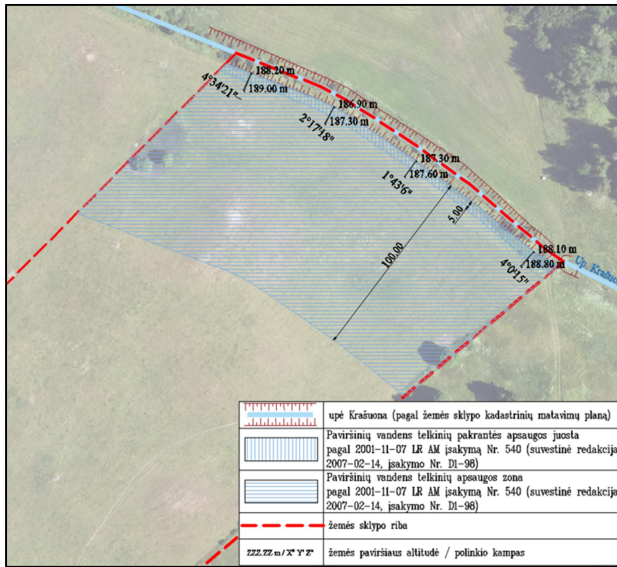 188.20 m
189.00 m
4°34'21"
186.90 m
187.30 m
2°17'18"
187.30 m
187.60 m
1°43'6"
5.00
100.00
188.10 m
188.80 m
4°0'15"
Up. Krašuona
upė Krašuona (pagal žemės sklypo kadastrinių matavimų planą)
Paviršinių vandens telkinių pakrantės apsaugos juosta
pagal 2001-11-07 LR AM įsakymą Nr. 540 (suvestinė redakcija
2007-02-14, įsakymo Nr. D1-98)
Paviršinių vandens telkinių apsaugos zona
pagal 2001-11-07 LR AM įsakymą Nr. 540 (suvestinė redakcija
2007-02-14, įsakymo Nr. D1-98)
žemės sklypo riba
ZZZ.ZZ m / X° Y' Z"
žemės paviršiaus altitudė / polinkio kampas